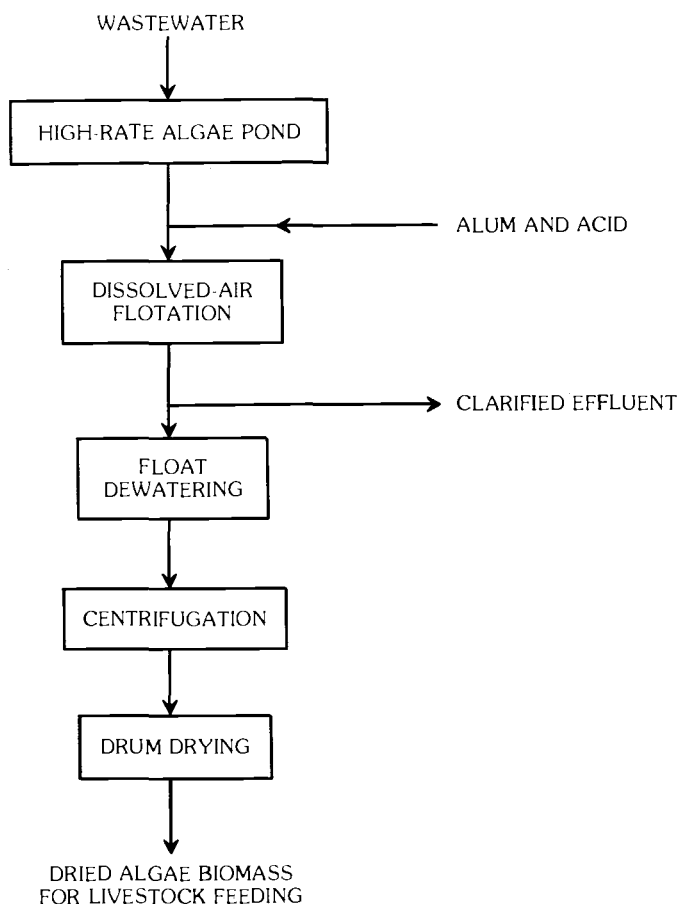 WASTEWATER
HIGH-RATE ALGAE POND
ALUM AND ACID
DISSOLVED-AIR
FLOTATION
CLARIFIED EFFLUENT
FLOAT
DEWATERING
CENTRIFUGATION
DRUM DRYING
DRIED ALGAE BIOMASS
FOR LIVESTOCK FEEDING